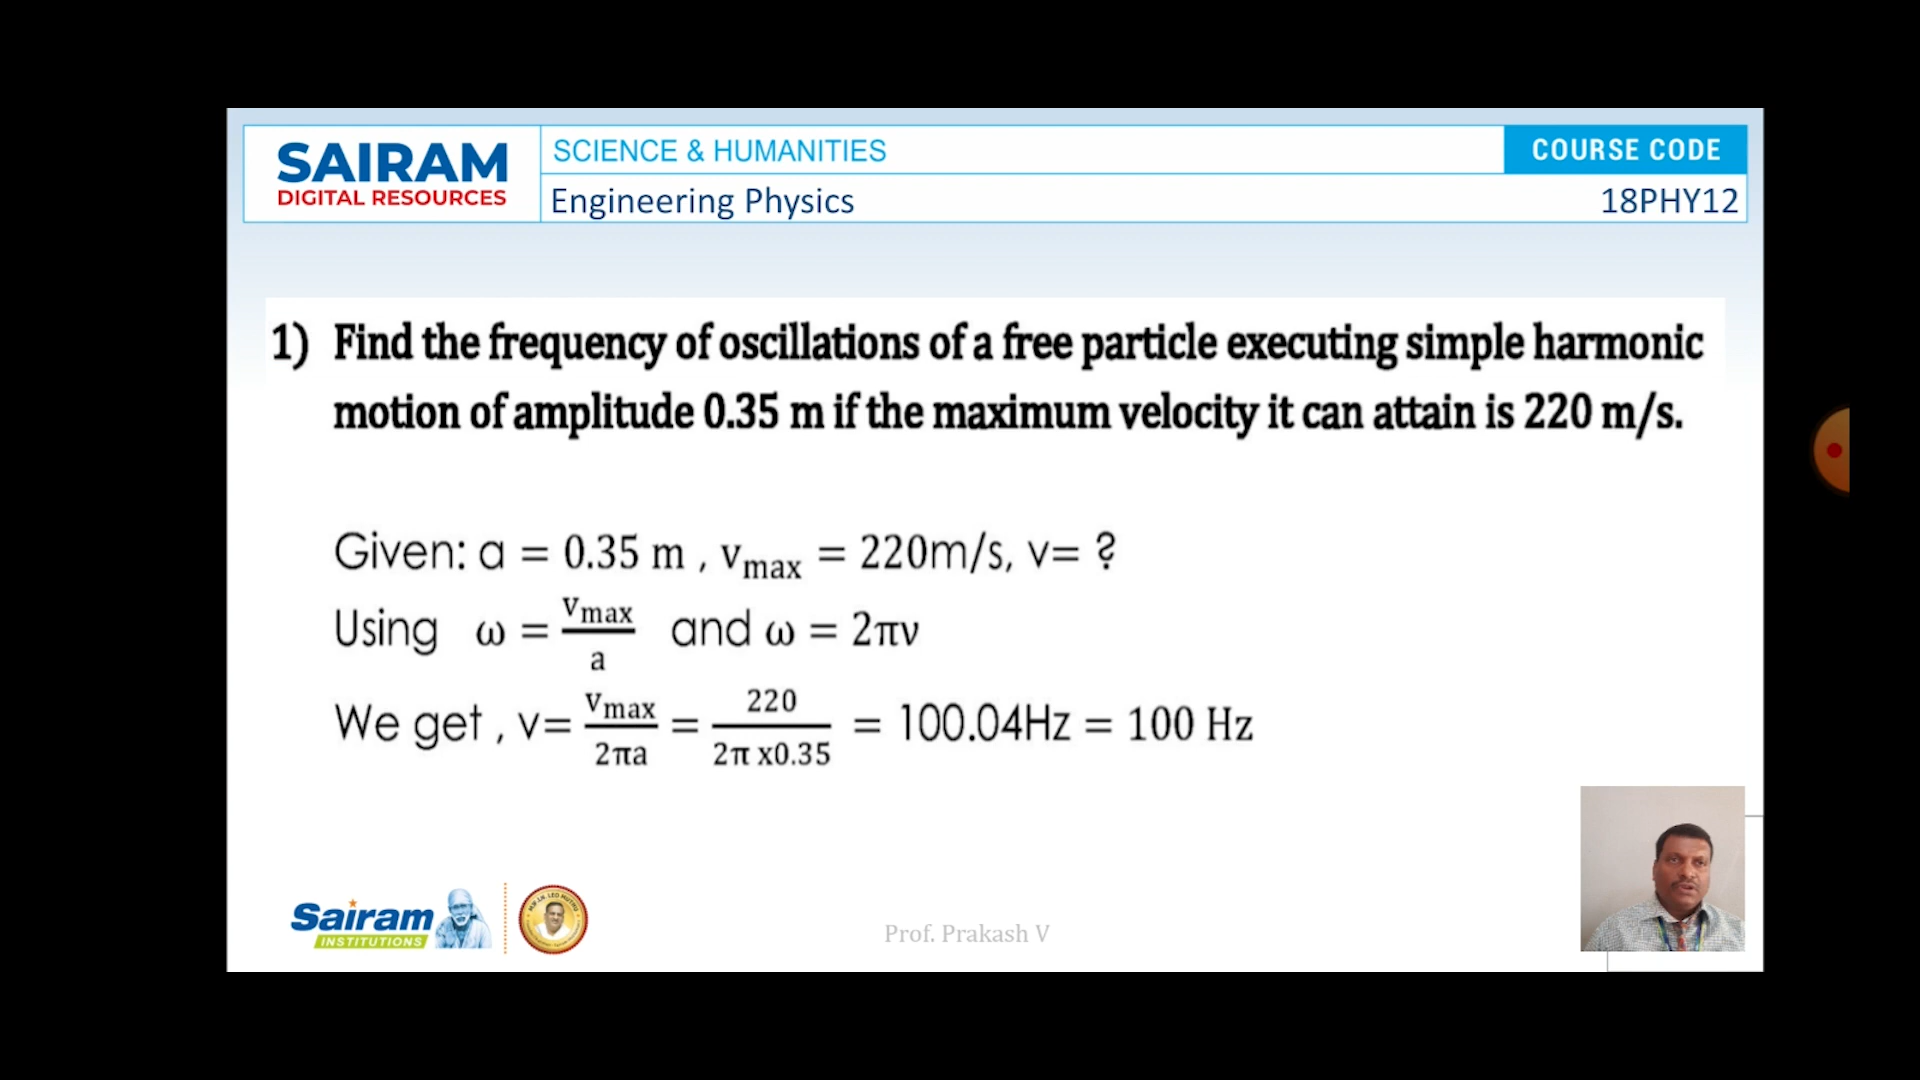 SAIRAM
DIGITAL RESOURCES
SCIENCE & HUMANITIES
COURSE CODE
Engineering Physics
18PHY12
1) Find the frequency of oscillations of a free particle executing simple harmonic
motion of amplitude 0.35 m if the maximum velocity it can attain is 220 m/s.
Given: a = 0.35 m , vmax = 220m/s, v= ?
Using ω = vmax/a and ω = 2πν
We get , v= vmax/2πa = 220/2π x0.35 = 100.04Hz = 100 Hz
Sairam
INSTITUTIONS
Prof. Prakash V